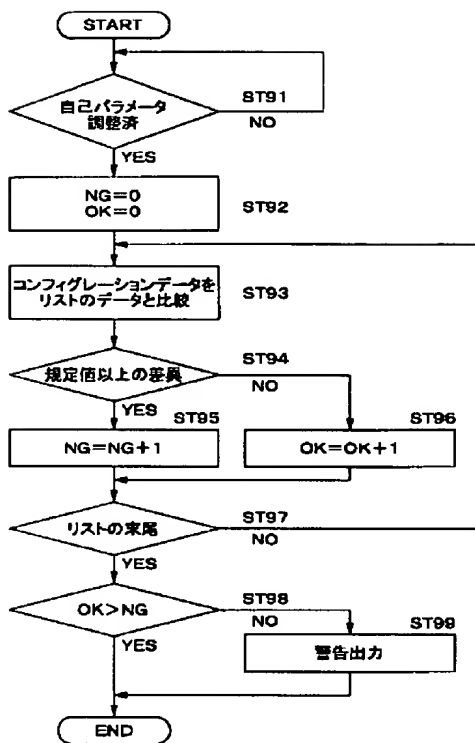 START
自己パラメータ
調整済
ST91
NO
YES
NG=0
OK=0
ST92
コンフィグレーションデータを
リストのデータと比較
ST93
規定値以上の差異
ST94
NO
YES
ST95
NG=NG+1
ST96
OK=OK+1
リストの末尾
ST97
NO
YES
OK>NG
ST98
NO
YES
ST99
警告出力
END